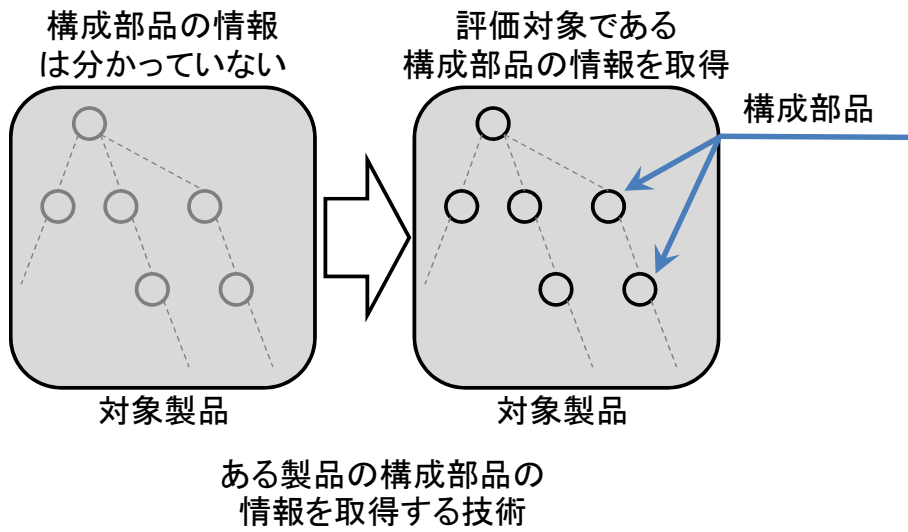 構成部品の情報
は分かっていない
評価対象である
構成部品の情報を取得
構成部品
対象製品
対象製品
ある製品の構成部品の
情報を取得する技術